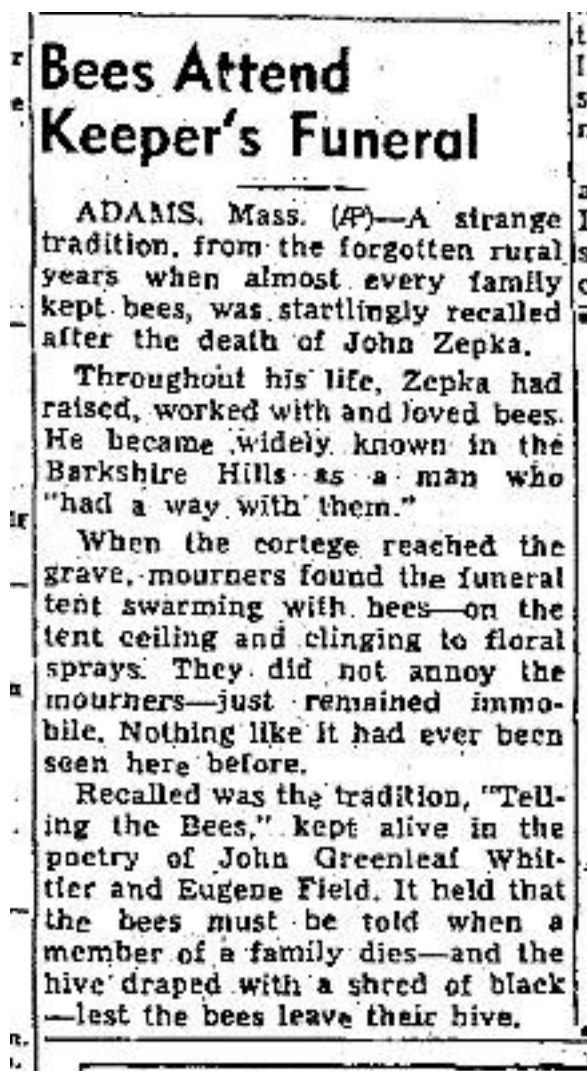 Bees Attend
Keeper's Funeral
ADAMS, Mass. (AP)—A strange
tradition, from the forgotten rural
years when almost every family
kept bees, was startlingly recalled
after the death of John Zepka.
Throughout his life, Zepka had
raised, worked with and loved bees.
He became widely known in the
Barkshire Hills as a man who
"had a way with them."
When the cortege reached the
grave, mourners found the funeral
tent swarming with bees—on the
tent ceiling and clinging to floral
sprays. They did not annoy the
mourners—just remained immo-
bile. Nothing like it had ever been
seen here before.
Recalled was the tradition, "Tell-
ing the Bees," kept alive in the
poetry of John Greenleaf Whit-
tier and Eugene Field. It held that
the bees must be told when a
member of a family dies—and the
hive draped with a shred of black
—lest the bees leave their hive.